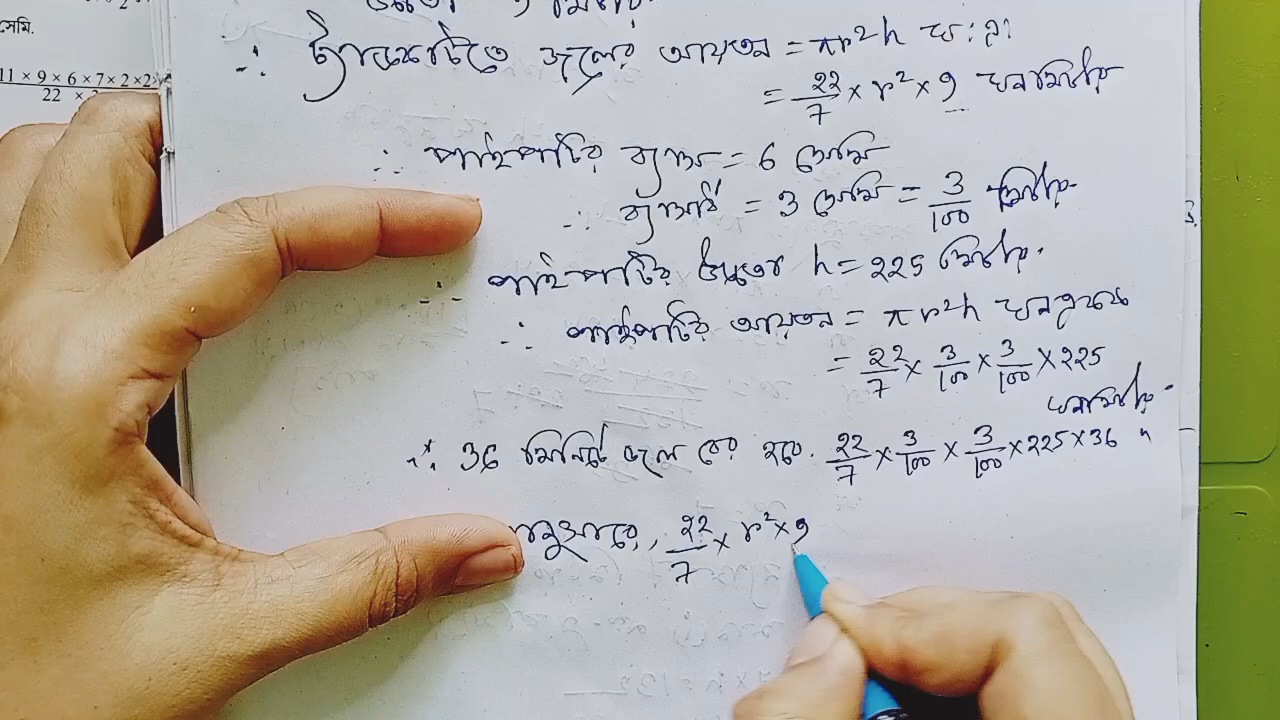 সেমি.
11 × 9 × 6 × 7 × 2 × 2
22 ×
∴ ট্যাঙ্কটিতে জলের আয়তন = πr²h ঘঃএঃ
= 22/7 × r² × 9 ঘনমিটার
∴ পাইপটির ব্যাস = 6 সেমি
∴ ব্যাসার্ধ = 3 সেমি = 3/100 মিটার
∴ পাইপটির উচ্চতা h = 225 মিটার.
∴ পাইপটির আয়তন = πr²h ঘনএকক
= 22/7 × 3/100 × 3/100 × 225
ঘনমিটার
∴ 36 মিনিটে জল বের হবে. 22/7 × 3/100 × 3/100 × 225 × 36 "
নুসারে, 22/7 × r² × 9